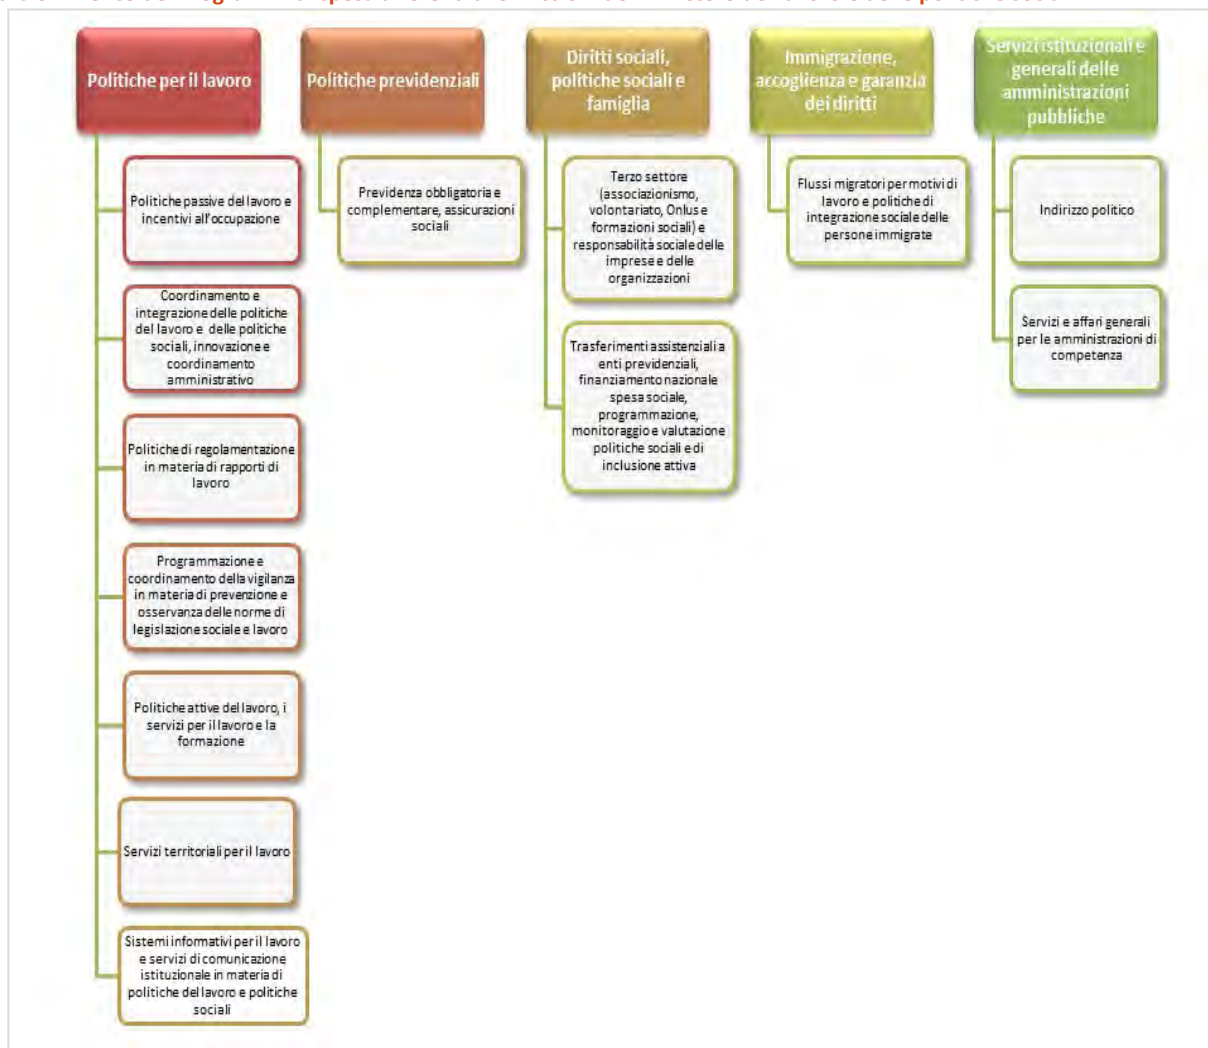 Politiche per il lavoro
Politiche passive del lavoro e
incentivi all'occupazione
Coordinamento e
integrazione delle politiche
del lavoro e delle politiche
sociali, innovazione e
coordinamento
amministrativo
Politiche di regolamentazione
in materia di rapporti di
lavoro
Programmazione e
coordinamento della vigilanza
in materia di prevenzione e
osservanza delle norme di
legislazione sociale e lavoro
Politiche attive del lavoro, i
servizi per il lavoro e la
formazione
Servizi territoriali per il lavoro
Sistemi informativi per il lavoro
e servizi di comunicazione
istituzionale in materia di
politiche del lavoro e politiche
sociali
Politiche previdenziali
Previdenza obbligatoria e
complementare, assicurazioni
sociali
Diritti sociali,
politiche sociali e
famiglia
Terzo settore
(associazionismo,
volontariato, Onlus e
formazioni sociali) e
responsabilità sociale delle
imprese e delle
organizzazioni
Trasferimenti assistenziali a
enti previdenziali,
finanziamento nazionale
spesa sociale,
programmazione,
monitoraggio e valutazione
politiche sociali e di
inclusione attiva
Immigrazione,
accoglienza e garanzia
dei diritti
Flussi migratori per motivi di
lavoro e politiche di
integrazione sociale delle
persone immigrate
Servizi istituzionali e
generali delle
amministrazioni
pubbliche
Indirizzo politico
Servizi e affari generali
per le amministrazioni di
competenza